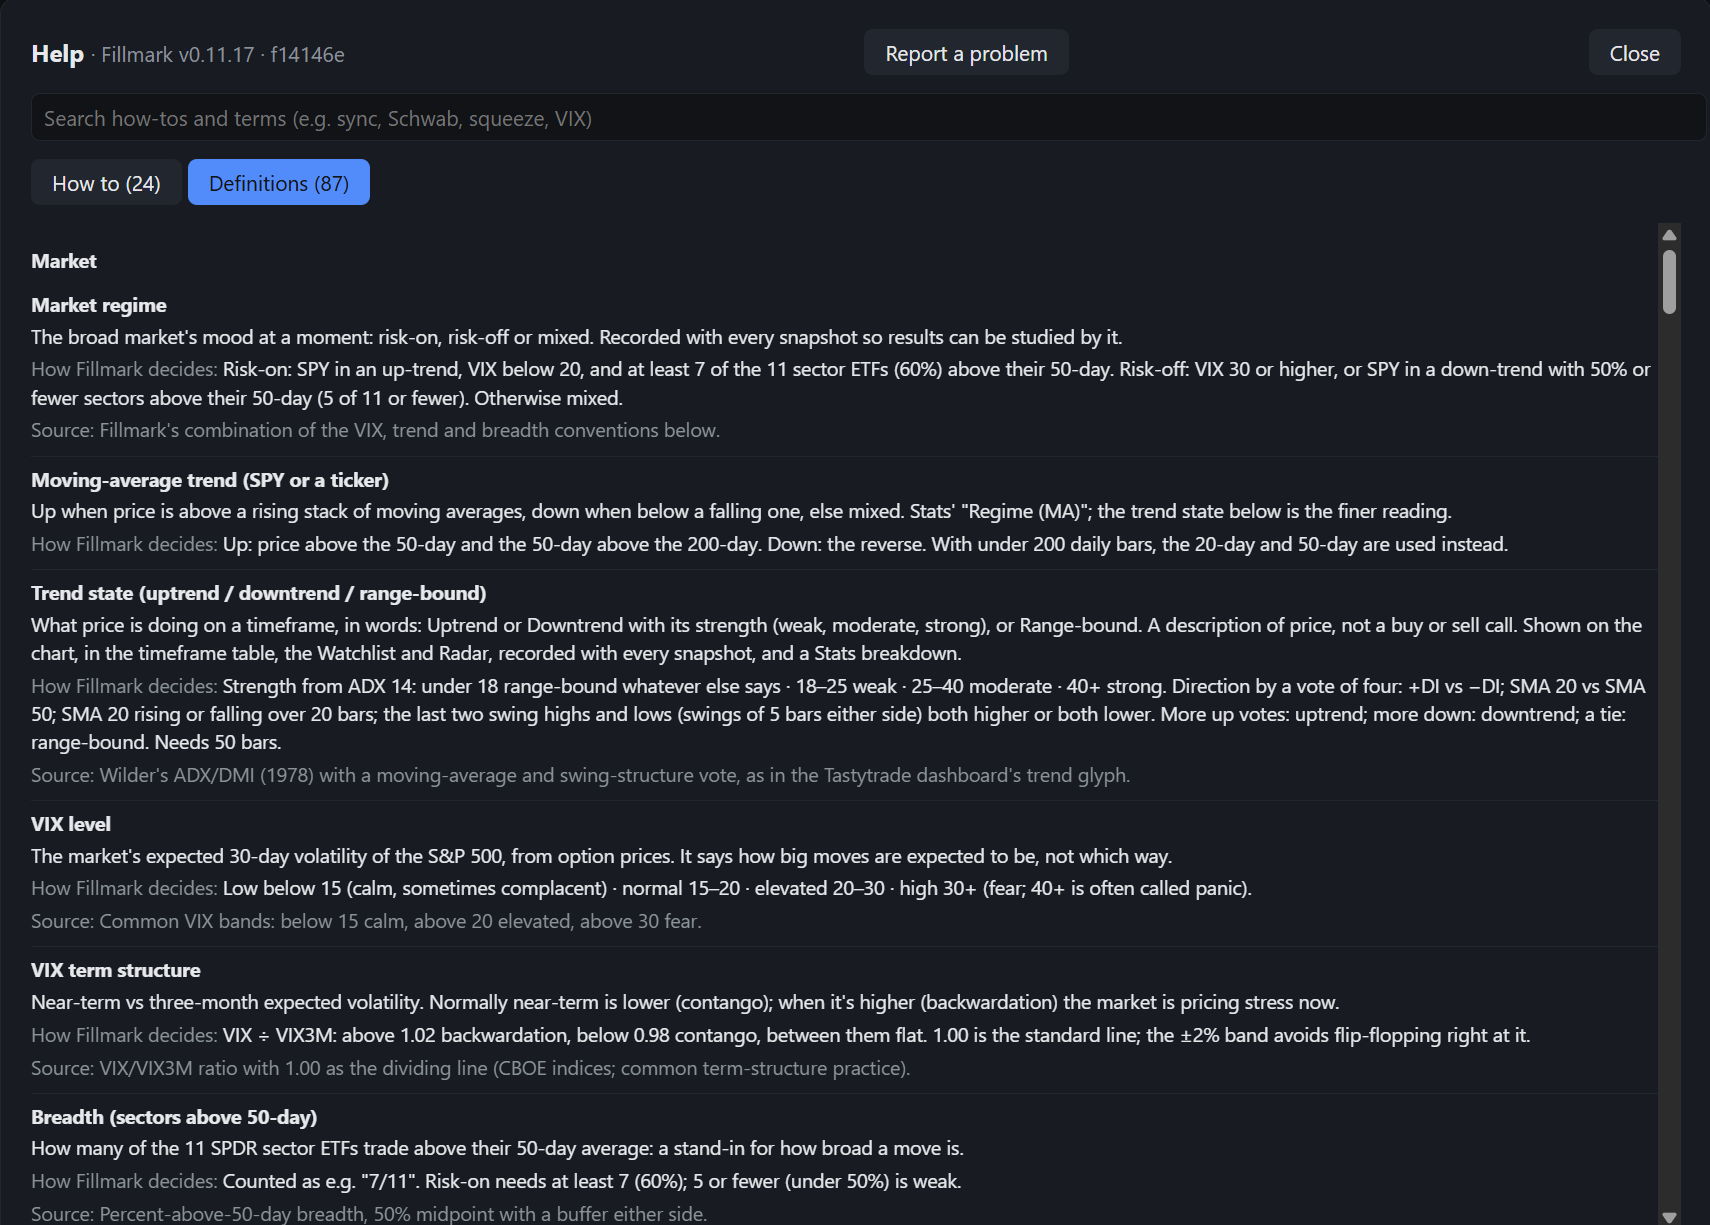 Help · Fillmark v0.11.17 · f14146e
Report a problem
Close
Search how-tos and terms (e.g. sync, Schwab, squeeze, VIX)
How to (24)
Definitions (87)
Market
Market regime
The broad market's mood at a moment: risk-on, risk-off or mixed. Recorded with every snapshot so results can be studied by it.
How Fillmark decides: Risk-on: SPY in an up-trend, VIX below 20, and at least 7 of the 11 sector ETFs (60%) above their 50-day. Risk-off: VIX 30 or higher, or SPY in a down-trend with 50% or
fewer sectors above their 50-day (5 of 11 or fewer). Otherwise mixed.
Source: Fillmark's combination of the VIX, trend and breadth conventions below.
Moving-average trend (SPY or a ticker)
Up when price is above a rising stack of moving averages, down when below a falling one, else mixed. Stats' "Regime (MA)"; the trend state below is the finer reading.
How Fillmark decides: Up: price above the 50-day and the 50-day above the 200-day. Down: the reverse. With under 200 daily bars, the 20-day and 50-day are used instead.
Trend state (uptrend / downtrend / range-bound)
What price is doing on a timeframe, in words: Uptrend or Downtrend with its strength (weak, moderate, strong), or Range-bound. A description of price, not a buy or sell call. Shown on the
chart, in the timeframe table, the Watchlist and Radar, recorded with every snapshot, and a Stats breakdown.
How Fillmark decides: Strength from ADX 14: under 18 range-bound whatever else says · 18–25 weak · 25–40 moderate · 40+ strong. Direction by a vote of four: +DI vs −DI; SMA 20 vs SMA
50; SMA 20 rising or falling over 20 bars; the last two swing highs and lows (swings of 5 bars either side) both higher or both lower. More up votes: uptrend; more down: downtrend; a tie:
range-bound. Needs 50 bars.
Source: Wilder's ADX/DMI (1978) with a moving-average and swing-structure vote, as in the Tastytrade dashboard's trend glyph.
VIX level
The market's expected 30-day volatility of the S&P 500, from option prices. It says how big moves are expected to be, not which way.
How Fillmark decides: Low below 15 (calm, sometimes complacent) · normal 15–20 · elevated 20–30 · high 30+ (fear; 40+ is often called panic).
Source: Common VIX bands: below 15 calm, above 20 elevated, above 30 fear.
VIX term structure
Near-term vs three-month expected volatility. Normally near-term is lower (contango); when it's higher (backwardation) the market is pricing stress now.
How Fillmark decides: VIX ÷ VIX3M: above 1.02 backwardation, below 0.98 contango, between them flat. 1.00 is the standard line; the ±2% band avoids flip-flopping right at it.
Source: VIX/VIX3M ratio with 1.00 as the dividing line (CBOE indices; common term-structure practice).
Breadth (sectors above 50-day)
How many of the 11 SPDR sector ETFs trade above their 50-day average: a stand-in for how broad a move is.
How Fillmark decides: Counted as e.g. "7/11". Risk-on needs at least 7 (60%); 5 or fewer (under 50%) is weak.
Source: Percent-above-50-day breadth, 50% midpoint with a buffer either side.